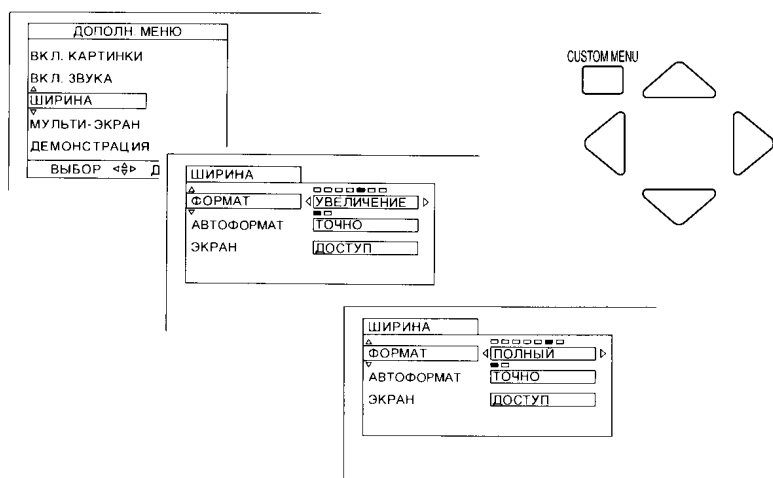 ДОПОЛН. МЕНЮ
ВКЛ. КАРТИНКИ
ВКЛ. ЗВУКА
ШИРИНА
МУЛЬТИ-ЭКРАН
ДЕМОНСТРАЦИЯ
ВЫБОР Д
CUSTOM MENU
ШИРИНА
ФОРМАТ УВЕЛИЧЕНИЕ
АВТОФОРМАТ ТОЧНО
ЭКРАН ДОСТУП
ШИРИНА
ФОРМАТ ПОЛНЫЙ
АВТОФОРМАТ ТОЧНО
ЭКРАН ДОСТУП